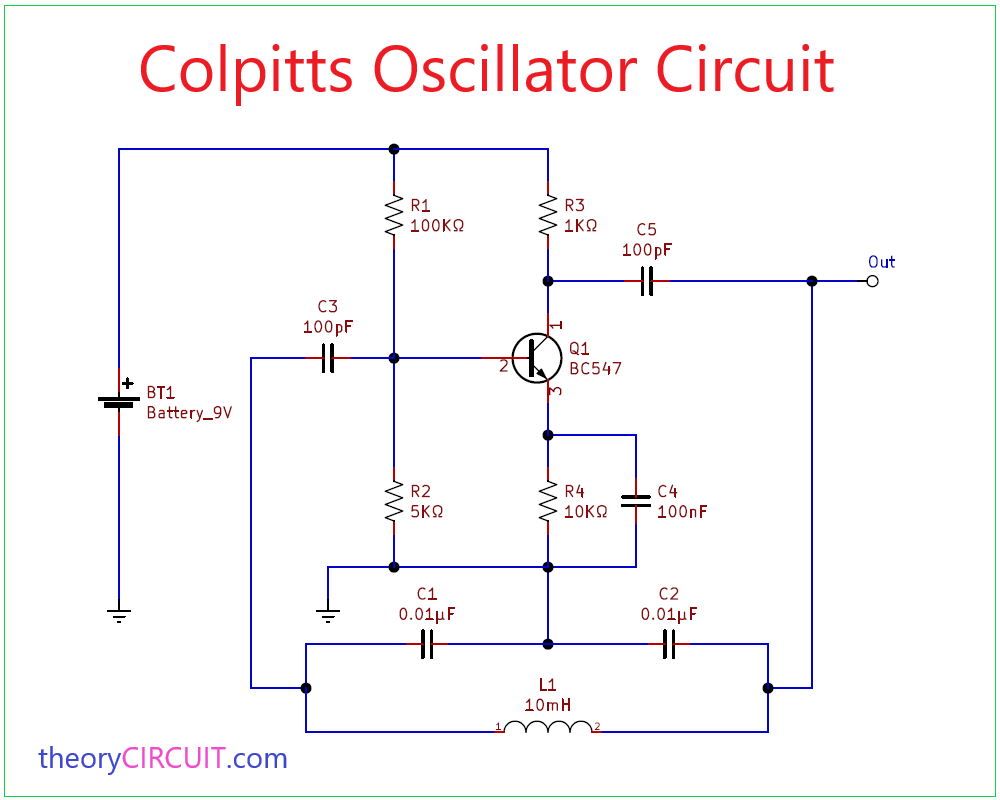 Colpitts Oscillator Circuit
R1
100KΩ
R3
1KΩ
C5
100pF
Out
C3
100pF
1
2
Q1
BC547
3
+
BT1
Battery_9V
R2
5KΩ
R4
10KΩ
C4
100nF
C1
0.01µF
C2
0.01µF
L1
10mH
1
2
theoryCIRCUIT.com